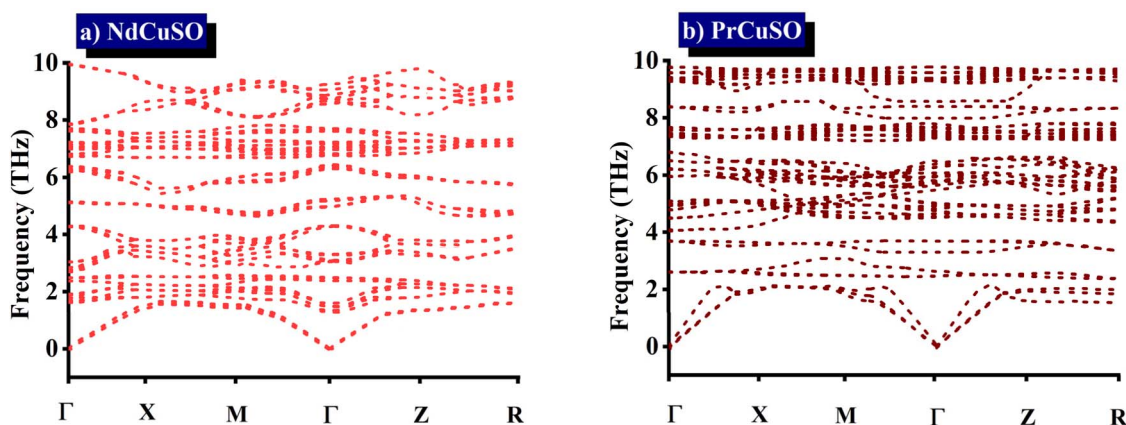 a) NdCuSO
10
8
6
4
2
0
Frequency (THz)
Γ X M Γ Z R
b) PrCuSO
10
8
6
4
2
0
Frequency (THz)
Γ X M Γ Z R